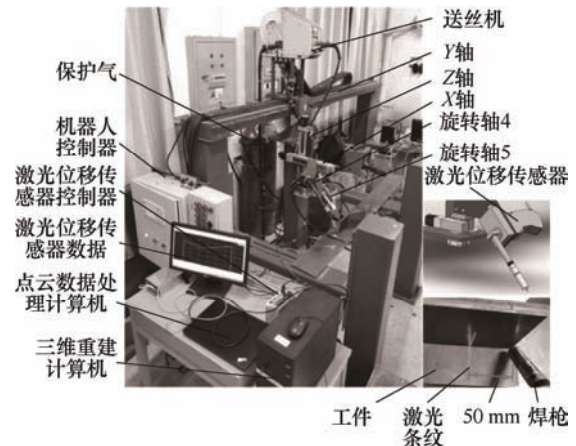 送丝机
Y轴
Z轴
X轴
旋转轴4
旋转轴5
激光位移传感器
保护气
机器人
控制器
激光位移传
感器控制器
激光位移传
感器数据
点云数据处
理计算机
三维重建
计算机
工件
激光
条纹
50 mm
焊枪